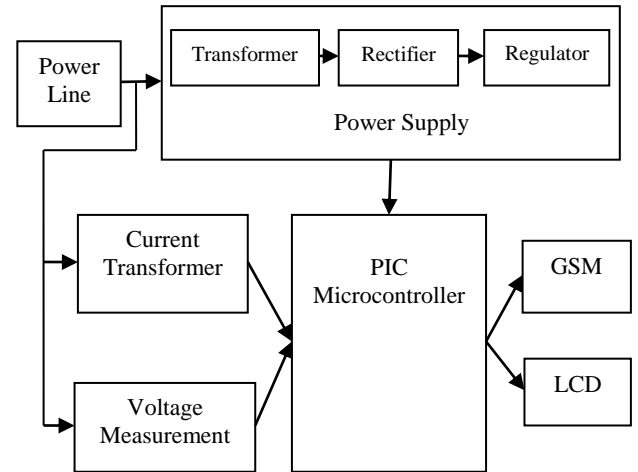 Power
Line
Transformer
Rectifier
Regulator
Power Supply
Current
Transformer
PIC
Microcontroller
GSM
LCD
Voltage
Measurement